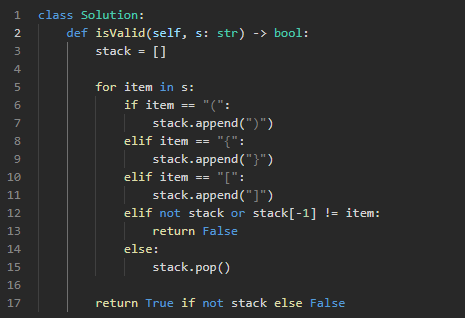 1 class Solution:
2     def isValid(self, s: str) -> bool:
3         stack = []
4
5         for item in s:
6             if item == "(":
7                 stack.append(")")
8             elif item == "{":
9                 stack.append("}")
10             elif item == "[":
11                 stack.append("]")
12             elif not stack or stack[-1] != item:
13                 return False
14             else:
15                 stack.pop()
16
17         return True if not stack else False